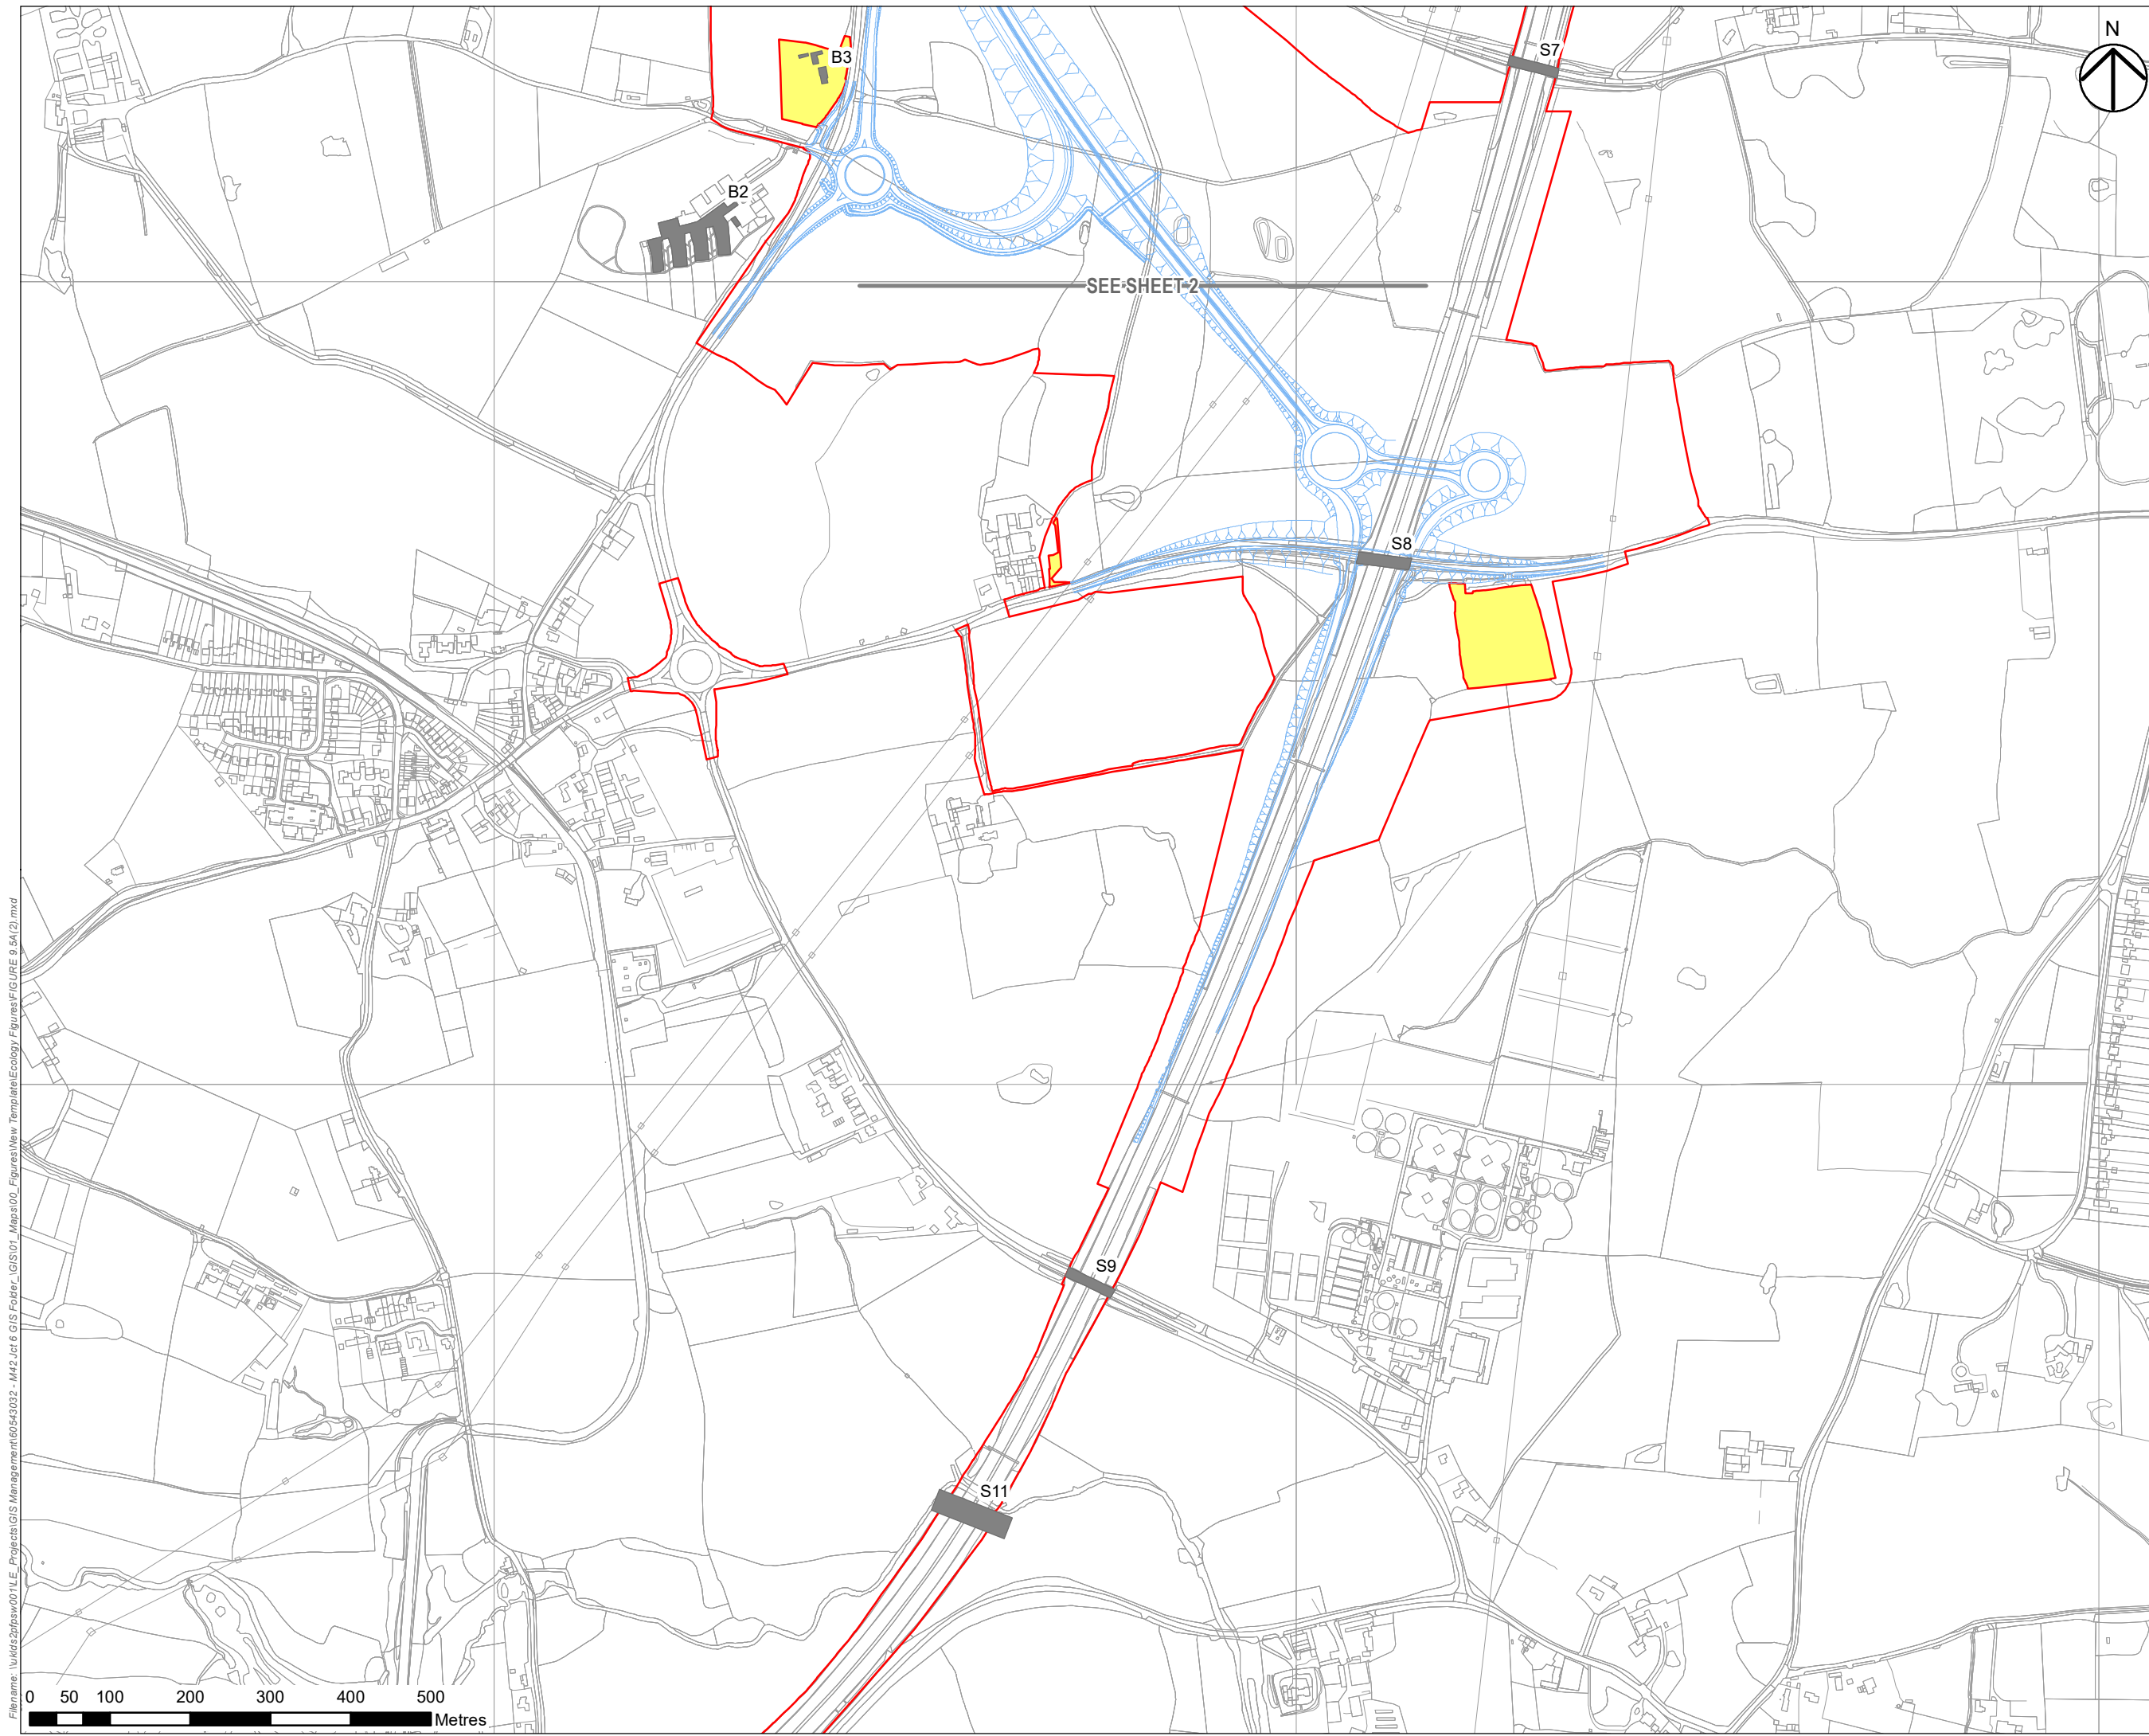 N
S7
B3
B2
SEE SHEET 2
S8
S9
S11
0 50 100 200 300 400 500
Metres
Filename: \\uklds2pfpsw001\LE_Projects\GIS Management\60543032 - M42 Jct 6 GIS Folder_\GIS\01_Maps\00_Figures\New Template\Ecology Figures\FIGURE 9.5A(2).mxd